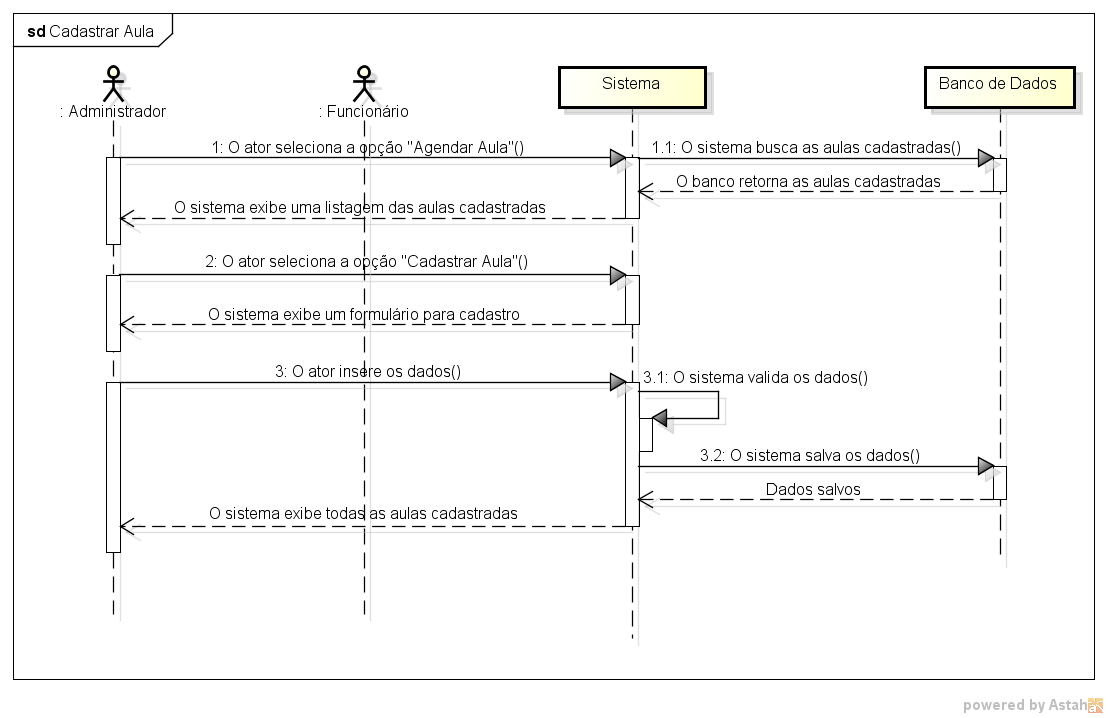 sd Cadastrar Aula
: Administrador
: Funcionário
Sistema
Banco de Dados
1: O ator seleciona a opção "Agendar Aula"()
1.1: O sistema busca as aulas cadastradas()
O banco retorna as aulas cadastradas
O sistema exibe uma listagem das aulas cadastradas
2: O ator seleciona a opção "Cadastrar Aula"()
O sistema exibe um formulário para cadastro
3: O ator insere os dados()
3.1: O sistema valida os dados()
3.2: O sistema salva os dados()
Dados salvos
O sistema exibe todas as aulas cadastradas
powered by Astah